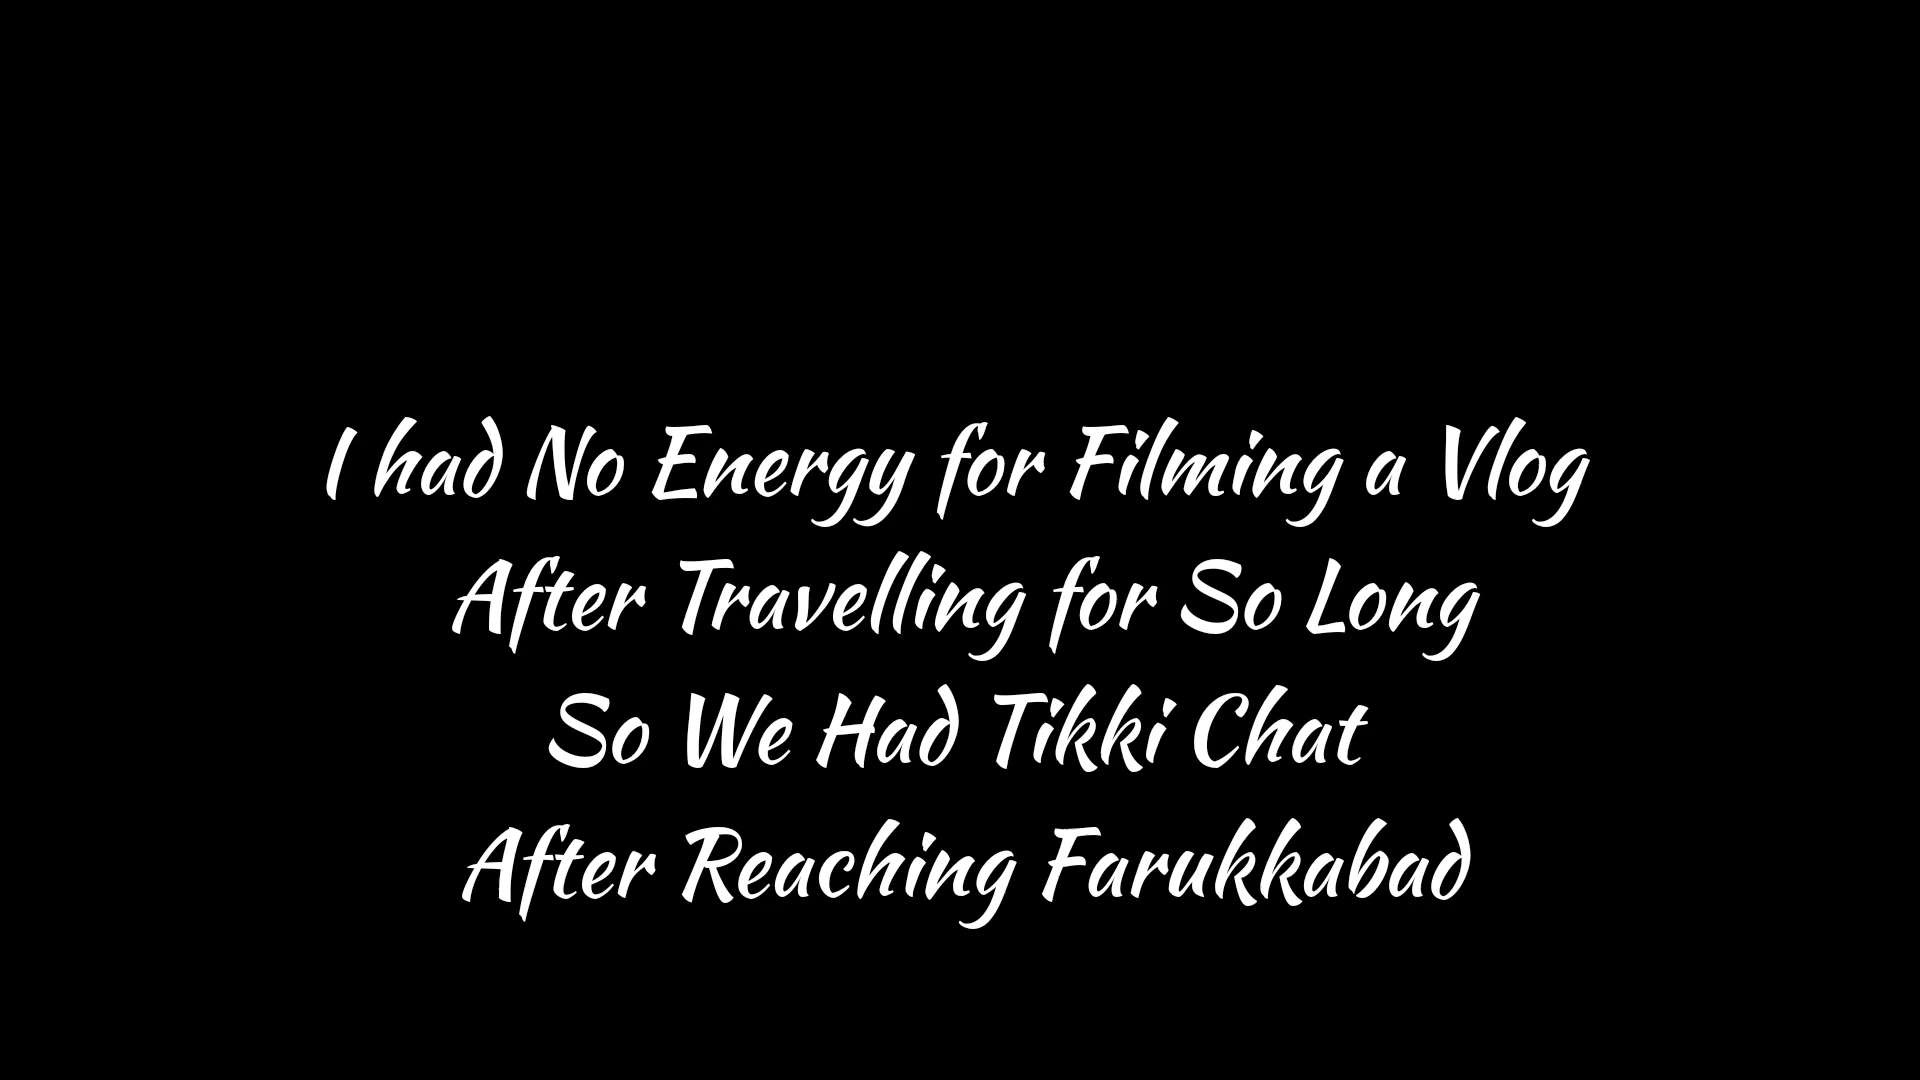 I had No Energy for Filming a Vlog
After Travelling for So Long
So We Had Tikki Chat
After Reaching Farukkabad